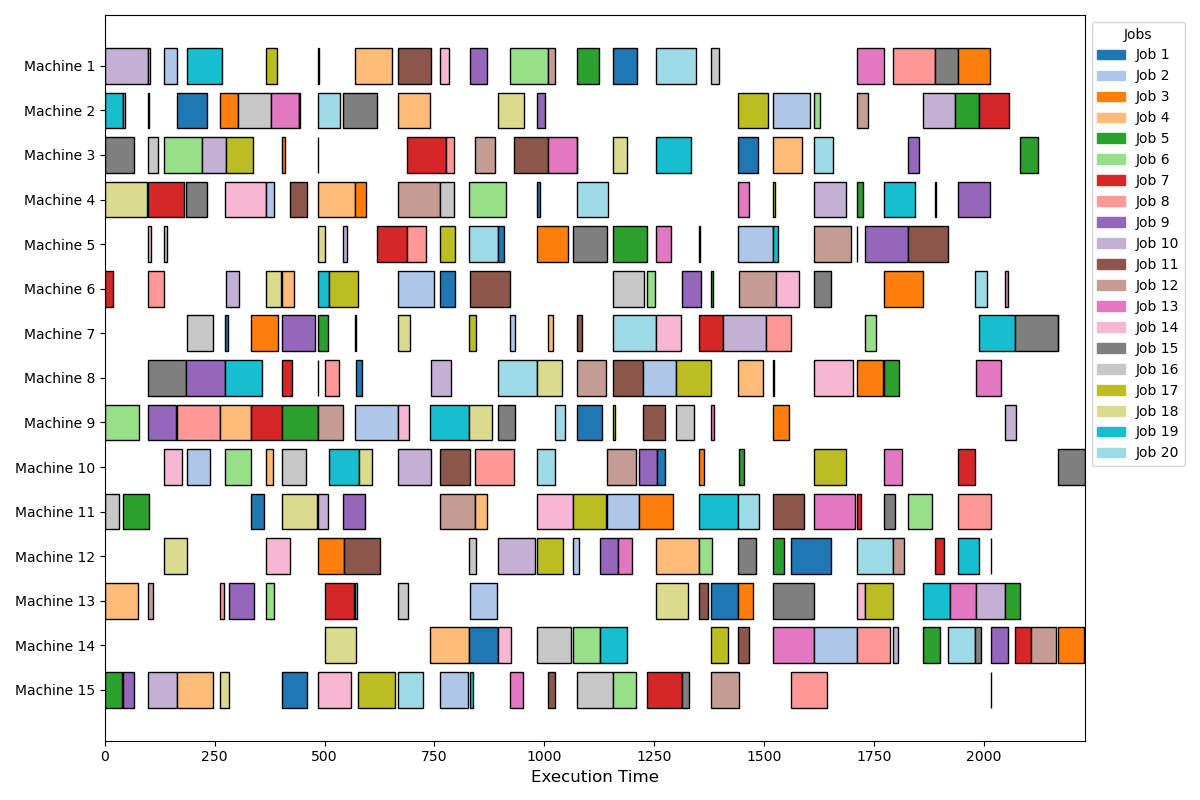 Machine 1
Machine 2
Machine 3
Machine 4
Machine 5
Machine 6
Machine 7
Machine 8
Machine 9
Machine 10
Machine 11
Machine 12
Machine 13
Machine 14
Machine 15
0 250 500 750 1000 1250 1500 1750 2000
Execution Time
Jobs
Job 1
Job 2
Job 3
Job 4
Job 5
Job 6
Job 7
Job 8
Job 9
Job 10
Job 11
Job 12
Job 13
Job 14
Job 15
Job 16
Job 17
Job 18
Job 19
Job 20